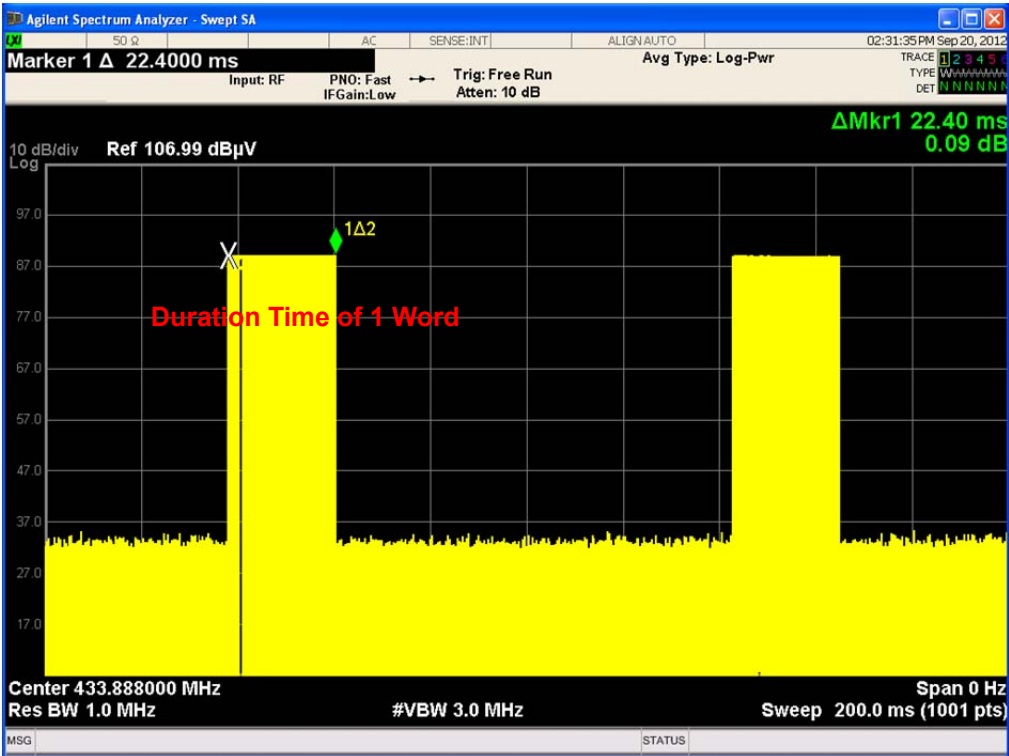 Agilent Spectrum Analyzer - Swept SA
LXI 50 Ω AC SENSE:INT ALIGN AUTO 02:31:35 PM Sep 20, 2012
Marker 1 Δ 22.4000 ms
Avg Type: Log-Pwr
TRACE 1 2 3 4 5 6
Input: RF PNO: Fast Trig: Free Run
TYPE
IFGain:Low Atten: 10 dB
DET N N N N N N
ΔMkr1 22.40 ms
0.09 dB
10 dB/div Ref 106.99 dBµV
Log
97.0
1Δ2
87.0
77.0
Duration Time of 1 Word
67.0
57.0
47.0
37.0
27.0
17.0
Center 433.888000 MHz Span 0 Hz
Res BW 1.0 MHz #VBW 3.0 MHz Sweep 200.0 ms (1001 pts)
MSG STATUS